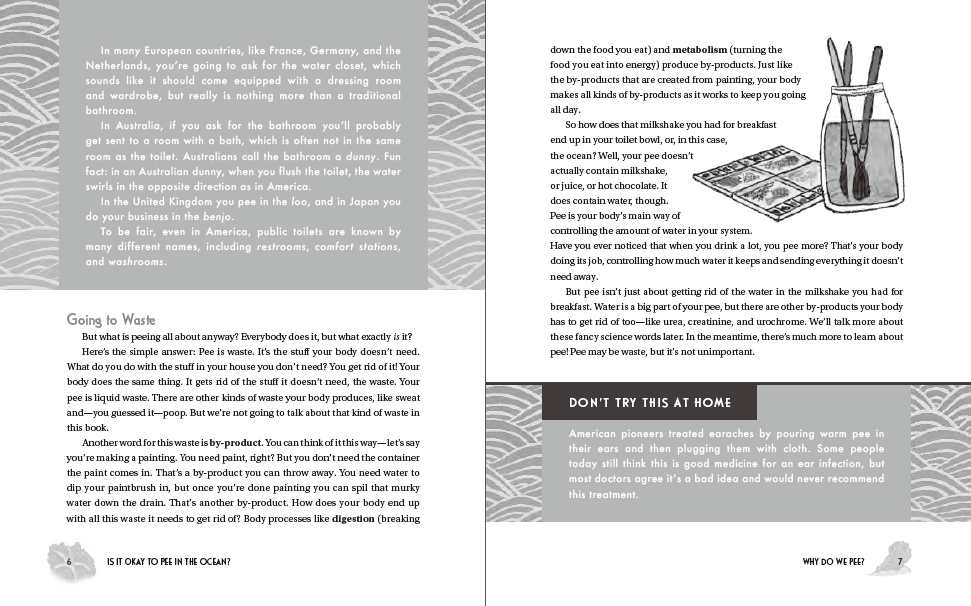 In many European countries, like France, Germany, and the
Netherlands, you're going to ask for the water closet, which
sounds like it should come equipped with a dressing room
and wardrobe, but really is nothing more than a traditional
bathroom.
In Australia, if you ask for the bathroom you'll probably
get sent to a room with a bath, which is often not in the same
room as the toilet. Australians call the bathroom a dunny. Fun
fact: in an Australian dunny, when you flush the toilet, the water
swirls in the opposite direction as in America.
In the United Kingdom you pee in the loo, and in Japan you
do your business in the benjo.
To be fair, even in America, public toilets are known by
many different names, including restrooms, comfort stations,
and washrooms.
Going to Waste
But what is peeing all about anyway? Everybody does it, but what exactly is it?
Here's the simple answer: Pee is waste. It's the stuff your body doesn't need.
What do you do with the stuff in your house you don't need? You get rid of it! Your
body does the same thing. It gets rid of the stuff it doesn't need, the waste. Your
pee is liquid waste. There are other kinds of waste your body produces, like sweat
and—you guessed it—poop. But we're not going to talk about that kind of waste in
this book.
Another word for this waste is by-product. You can think of it this way—let's say
you're making a painting. You need paint, right? But you don't need the container
the paint comes in. That's a by-product you can throw away. You need water to
dip your paintbrush in, but once you're done painting you can spill that murky
water down the drain. That's another by-product. How does your body end up
with all this waste it needs to get rid of? Body processes like digestion (breaking
6
IS IT OKAY TO PEE IN THE OCEAN?
down the food you eat) and metabolism (turning the
food you eat into energy) produce by-products. Just like
the by-products that are created from painting, your body
makes all kinds of by-products as it works to keep you going
all day.
So how does that milkshake you had for breakfast
end up in your toilet bowl, or, in this case,
the ocean? Well, your pee doesn't
actually contain milkshake,
or juice, or hot chocolate. It
does contain water, though.
Pee is your body's main way of
controlling the amount of water in your system.
Have you ever noticed that when you drink a lot, you pee more? That's your body
doing its job, controlling how much water it keeps and sending everything it doesn't
need away.
But pee isn't just about getting rid of the water in the milkshake you had for
breakfast. Water is a big part of your pee, but there are other by-products your body
has to get rid of too—like urea, creatinine, and urochrome. We'll talk more about
these fancy science words later. In the meantime, there's much more to learn about
pee! Pee may be waste, but it's not unimportant.
DON'T TRY THIS AT HOME
American pioneers treated earaches by pouring warm pee in
their ears and then plugging them with cloth. Some people
today still think this is good medicine for an ear infection, but
most doctors agree it's a bad idea and would never recommend
this treatment.
WHY DO WE PEE?
7